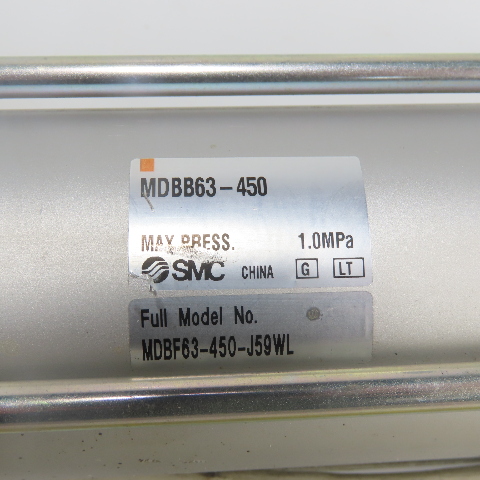 MDBB63-450
MAX PRESS. 1.0MPa
SMC CHINA G LT
Full Model No.
MDBF63-450-J59WL